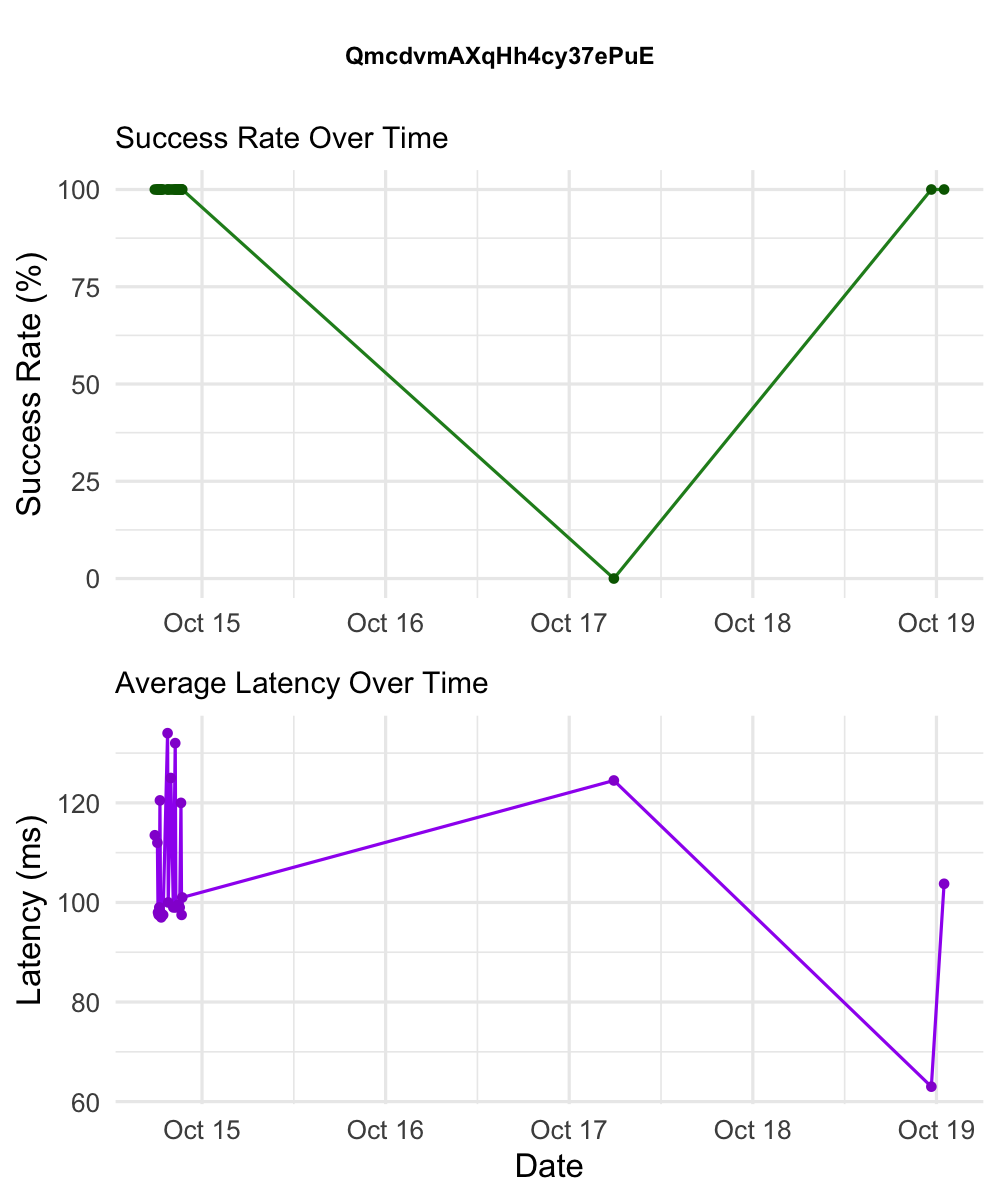 QmcdvmAXqHh4cy37ePuE
Success Rate Over Time
Success Rate (%)
100
75
50
25
0
Oct 15 Oct 16 Oct 17 Oct 18 Oct 19
Average Latency Over Time
Latency (ms)
120
100
80
60
Oct 15 Oct 16 Oct 17 Oct 18 Oct 19
Date